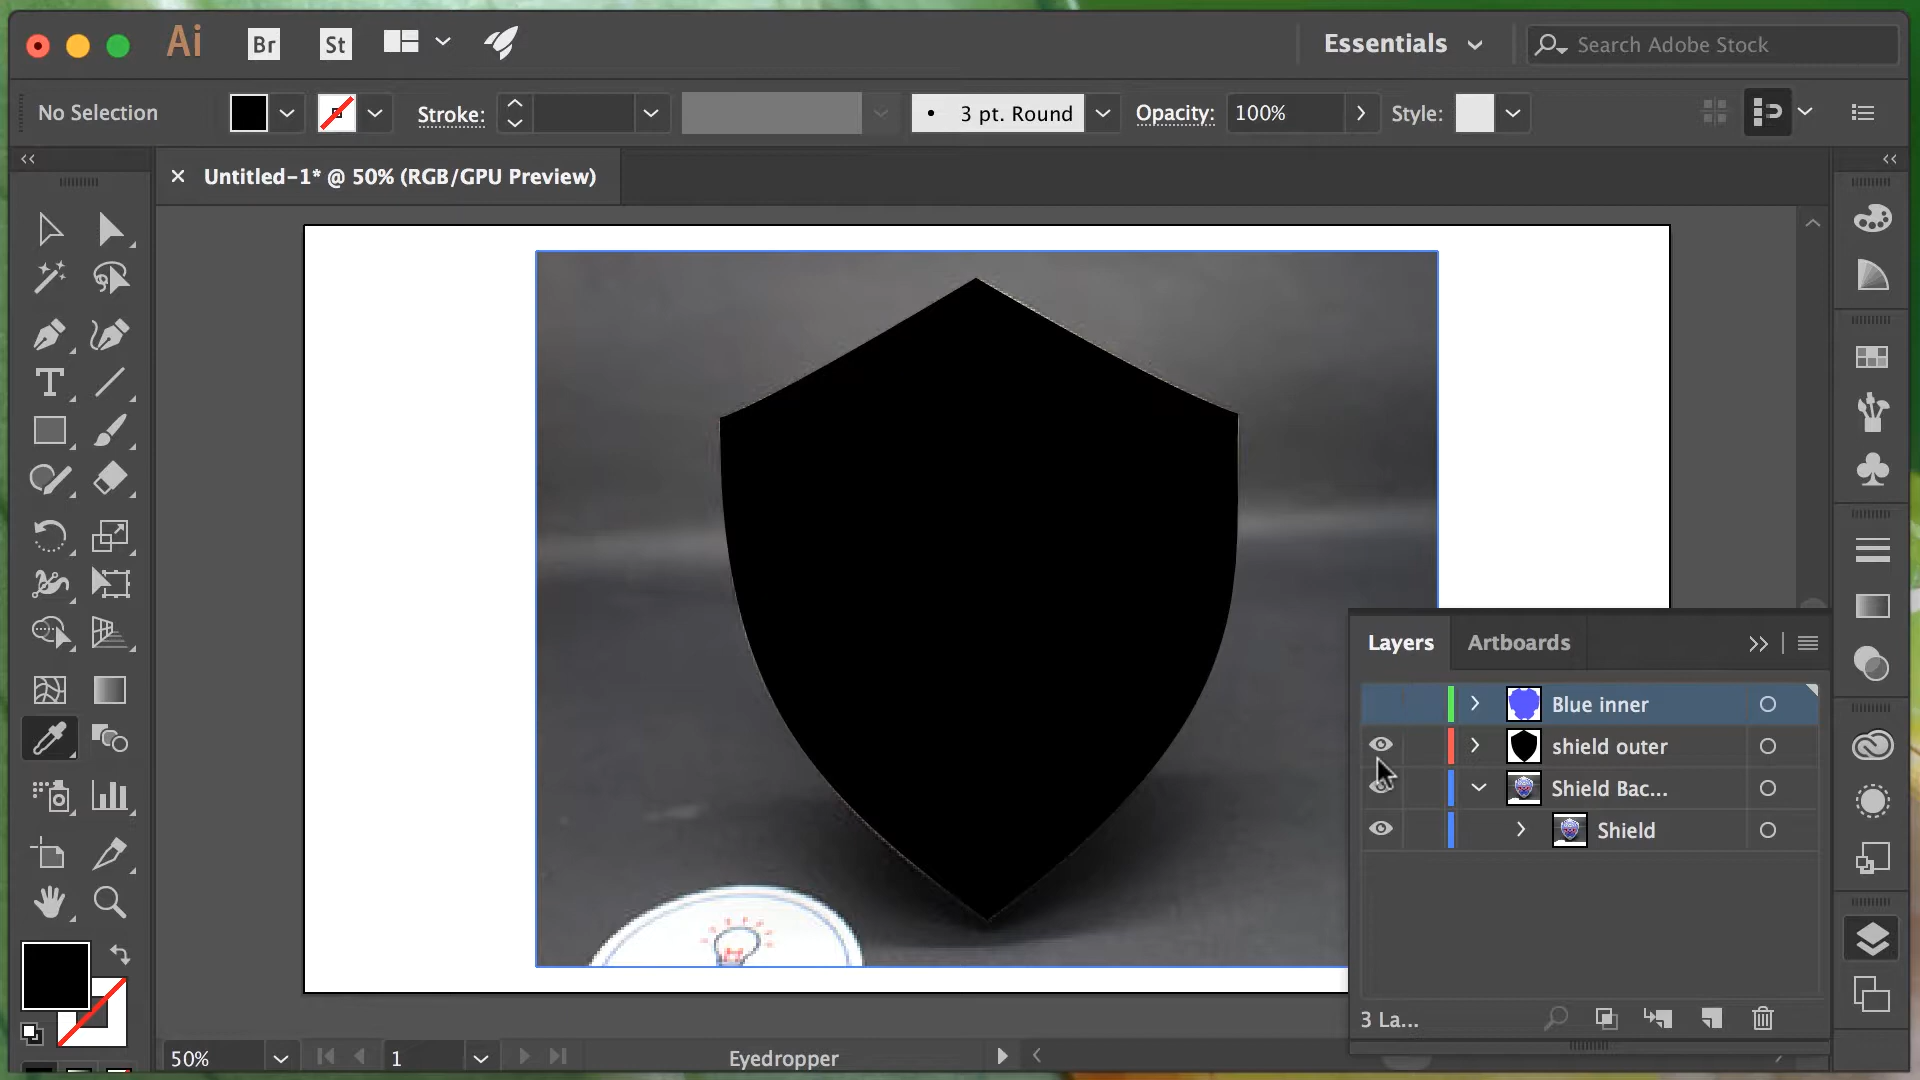 Ai Br St Essentials Search Adobe Stock
No Selection Stroke: 3 pt. Round Opacity: 100% Style:
Untitled-1* @ 50% (RGB/GPU Preview)
Layers Artboards
Blue inner
shield outer
Shield Bac...
Shield
3 La...
50% 1 Eyedropper